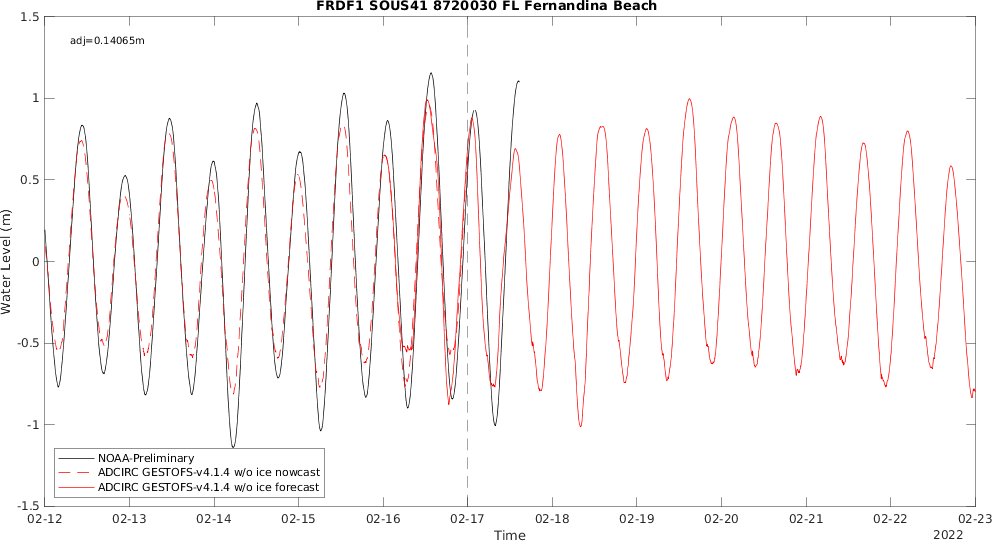 FRDF1 SOUS41 8720030 FL Fernandina Beach
adj=0.14065m
1.5
1
0.5
0
-0.5
-1
-1.5
Water Level (m)
NOAA-Preliminary
ADCIRC GESTOFS-v4.1.4 w/o ice nowcast
ADCIRC GESTOFS-v4.1.4 w/o ice forecast
02-12 02-13 02-14 02-15 02-16 02-17 02-18 02-19 02-20 02-21 02-22 02-23
Time
2022